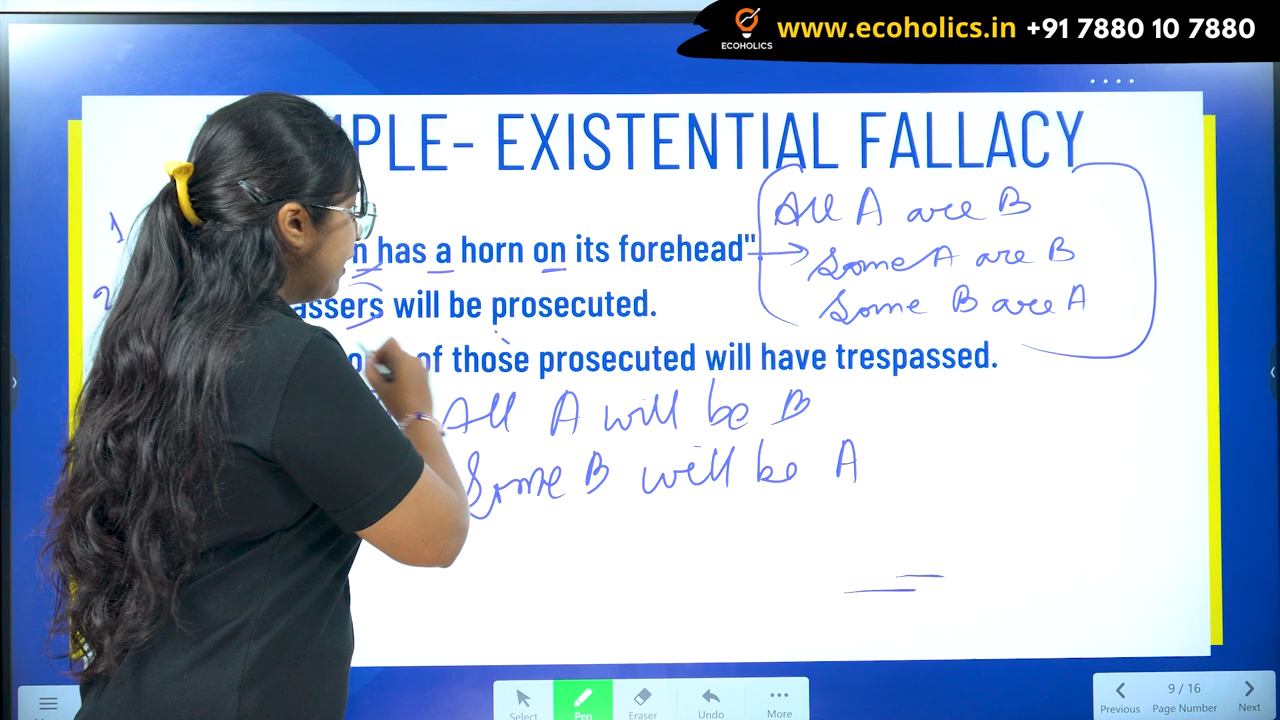 www.ecoholics.in +91 7880 10 7880
ECOHOLICS
EXISTENTIAL FALLACY
All A are B
1
has a horn on its forehead"
Some A are B
2
will be prosecuted.
Some B are A
of those prosecuted will have trespassed.
All A will be B
Some B will be A
Select
Pen
Eraser
Undo
More
Previous
9 / 16
Page Number
Next